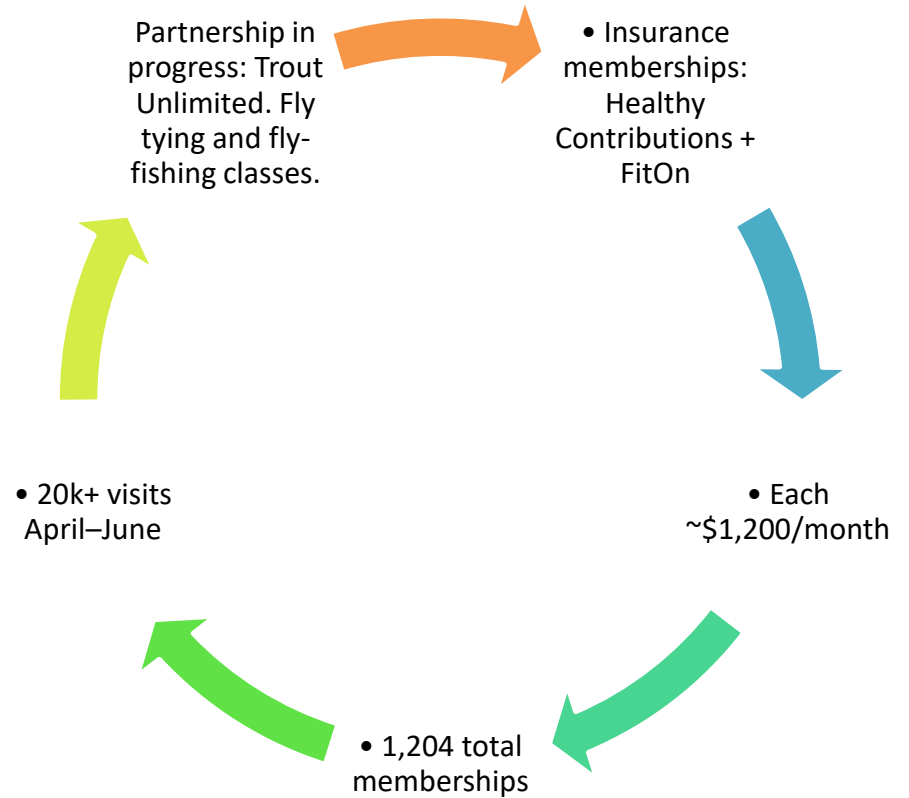 Partnership in
progress: Trout
Unlimited. Fly
tying and fly-
fishing classes.
• Insurance
memberships:
Healthy
Contributions +
FitOn
• Each
~$1,200/month
• 1,204 total
memberships
• 20k+ visits
April–June